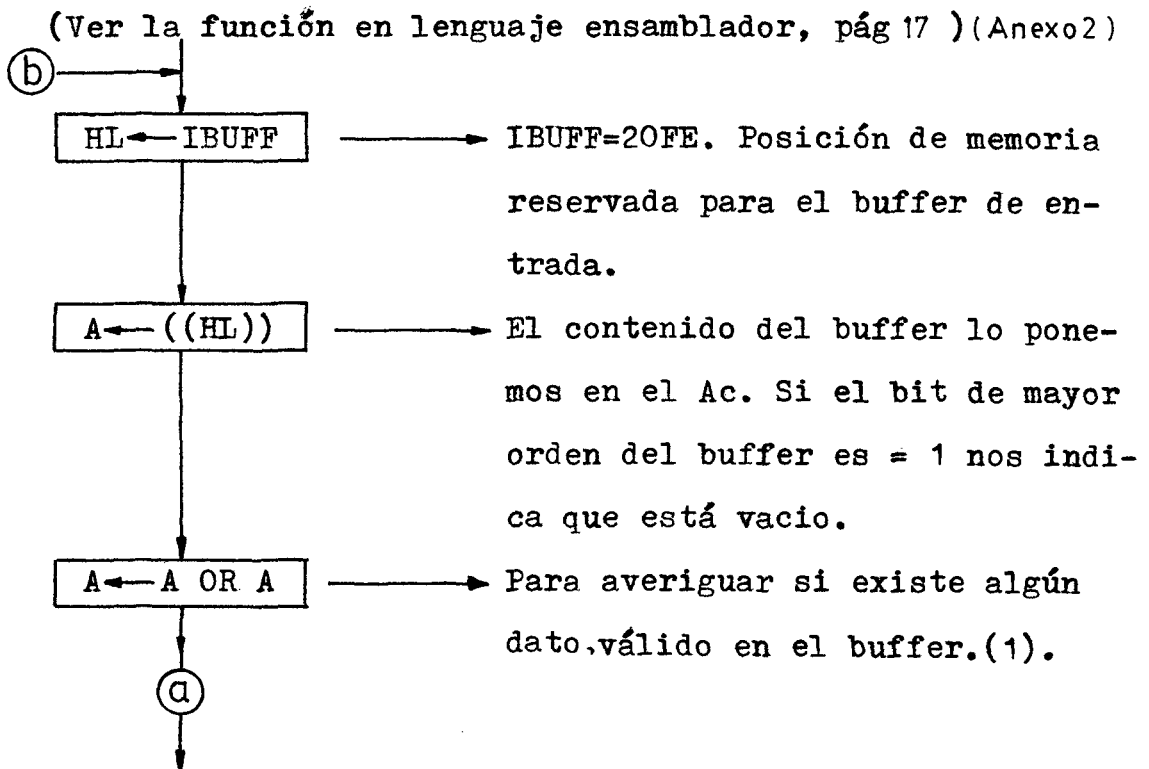 (Ver la función en lenguaje ensamblador, pág 17 )(Anexo2)
b
HL←IBUFF → IBUFF=20FE. Posición de memoria
reservada para el buffer de en-
trada.
A←((HL)) → El contenido del buffer lo pone-
mos en el Ac. Si el bit de mayor
orden del buffer es = 1 nos indi-
ca que está vacio.
A←A OR A → Para averiguar si existe algún
dato.válido en el buffer.(1).
a